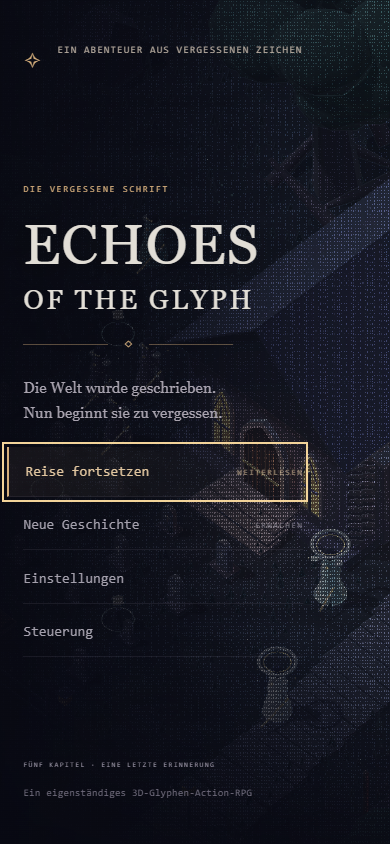 EIN ABENTEUER AUS VERGESSENEN ZEICHEN
DIE VERGESSENE SCHRIFT
ECHOES
OF THE GLYPH
Die Welt wurde geschrieben.
Nun beginnt sie zu vergessen.
Reise fortsetzen WEITERLESEN
Neue Geschichte ERWACHEN
Einstellungen
Steuerung
FÜNF KAPITEL · EINE LETZTE ERINNERUNG
Ein eigenständiges 3D-Glyphen-Action-RPG